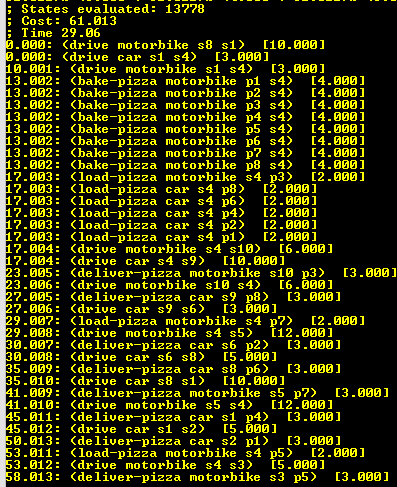 ; States evaluated: 13778
; Cost: 61.013
; Time 29.06
0.000: (drive motorbike s8 s1) [10.000]
0.000: (drive car s1 s4) [3.000]
10.001: (drive motorbike s1 s4) [3.000]
13.002: (bake-pizza motorbike p1 s4) [4.000]
13.002: (bake-pizza motorbike p2 s4) [4.000]
13.002: (bake-pizza motorbike p3 s4) [4.000]
13.002: (bake-pizza motorbike p4 s4) [4.000]
13.002: (bake-pizza motorbike p5 s4) [4.000]
13.002: (bake-pizza motorbike p6 s4) [4.000]
13.002: (bake-pizza motorbike p7 s4) [4.000]
13.002: (bake-pizza motorbike p8 s4) [4.000]
17.003: (load-pizza motorbike s4 p3) [2.000]
17.003: (load-pizza car s4 p8) [2.000]
17.003: (load-pizza car s4 p6) [2.000]
17.003: (load-pizza car s4 p4) [2.000]
17.003: (load-pizza car s4 p2) [2.000]
17.003: (load-pizza car s4 p1) [2.000]
17.004: (drive motorbike s4 s10) [6.000]
17.004: (drive car s4 s9) [10.000]
23.005: (deliver-pizza motorbike s10 p3) [3.000]
23.006: (drive motorbike s10 s4) [6.000]
27.005: (deliver-pizza car s9 p8) [3.000]
27.006: (drive car s9 s6) [3.000]
29.007: (load-pizza motorbike s4 p7) [2.000]
29.008: (drive motorbike s4 s5) [12.000]
30.007: (deliver-pizza car s6 p2) [3.000]
30.008: (drive car s6 s8) [5.000]
35.009: (deliver-pizza car s8 p6) [3.000]
35.010: (drive car s8 s1) [10.000]
41.009: (deliver-pizza motorbike s5 p7) [3.000]
41.010: (drive motorbike s5 s4) [12.000]
45.011: (deliver-pizza car s1 p4) [3.000]
45.012: (drive car s1 s2) [5.000]
50.013: (deliver-pizza car s2 p1) [3.000]
53.011: (load-pizza motorbike s4 p5) [2.000]
53.012: (drive motorbike s4 s3) [5.000]
58.013: (deliver-pizza motorbike s3 p5) [3.000]